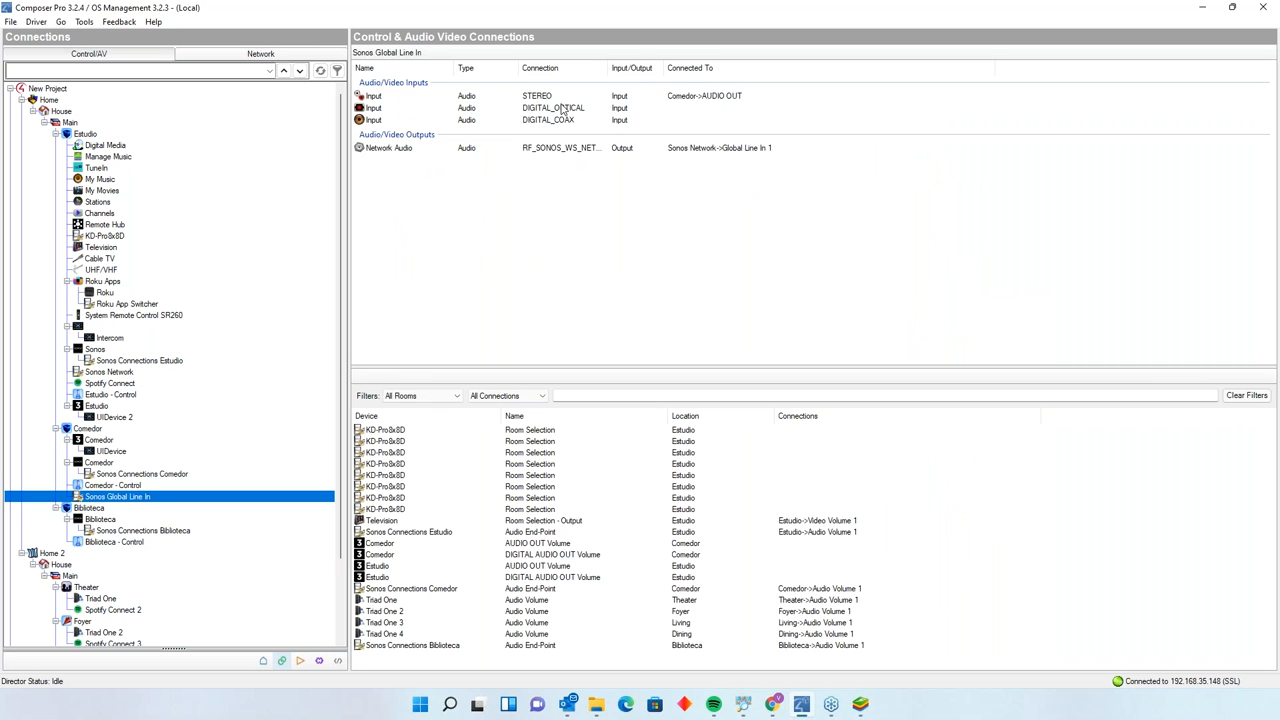 Composer Pro 3.2.4 / OS Management 3.2.3 - (Local)
File Driver Go Tools Feedback Help
Connections
Control/AV Network
New Project
Home
House
Main
Estudio
Digital Media
Manage Music
TuneIn
My Music
My Movies
Stations
Channels
Remote Hub
KD-Pro8x8D
Television
Cable TV
UHF/VHF
Roku Apps
Roku
Roku App Switcher
System Remote Control SR260
Intercom
Sonos
Sonos Connections Estudio
Sonos Network
Spotify Connect
Estudio - Control
Estudio
UIDevice 2
Comedor
Comedor
UIDevice
Comedor
Sonos Connections Comedor
Comedor - Control
Sonos Global Line In
Biblioteca
Biblioteca
Sonos Connections Biblioteca
Biblioteca - Control
Home 2
House
Main
Theater
Triad One
Spotify Connect 2
Foyer
Triad One 2
Spotify Connect 3
Control & Audio Video Connections
Sonos Global Line In
Name Type Connection Input/Output Connected To
Audio/Video Inputs
Input Audio STEREO Input Comedor->AUDIO OUT
Input Audio DIGITAL_OPTICAL Input
Input Audio DIGITAL_COAX Input
Audio/Video Outputs
Network Audio Audio RF_SONOS_WS_NET... Output Sonos Network->Global Line In 1
Filters: All Rooms All Connections Clear Filters
Device Name Location Connections
KD-Pro8x8D Room Selection Estudio
KD-Pro8x8D Room Selection Estudio
KD-Pro8x8D Room Selection Estudio
KD-Pro8x8D Room Selection Estudio
KD-Pro8x8D Room Selection Estudio
KD-Pro8x8D Room Selection Estudio
KD-Pro8x8D Room Selection Estudio
KD-Pro8x8D Room Selection Estudio
Television Room Selection - Output Estudio Estudio->Video Volume 1
Sonos Connections Estudio Audio End-Point Estudio Estudio->Audio Volume 1
Comedor AUDIO OUT Volume Comedor
Comedor DIGITAL AUDIO OUT Volume Comedor
Estudio AUDIO OUT Volume Estudio
Estudio DIGITAL AUDIO OUT Volume Estudio
Sonos Connections Comedor Audio End-Point Comedor Comedor->Audio Volume 1
Triad One Audio Volume Theater Theater->Audio Volume 1
Triad One 2 Audio Volume Foyer Foyer->Audio Volume 1
Triad One 3 Audio Volume Living Living->Audio Volume 1
Triad One 4 Audio Volume Dining Dining->Audio Volume 1
Sonos Connections Biblioteca Audio End-Point Biblioteca Biblioteca->Audio Volume 1
Director Status: Idle
Connected to 192.168.35.148 (SSL)